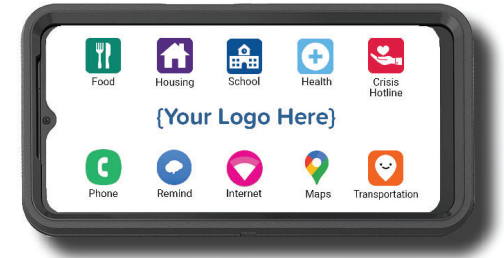 Food
Housing
School
Health
Crisis
Hotline
{Your Logo Here}
Phone
Remind
Internet
Maps
Transportation